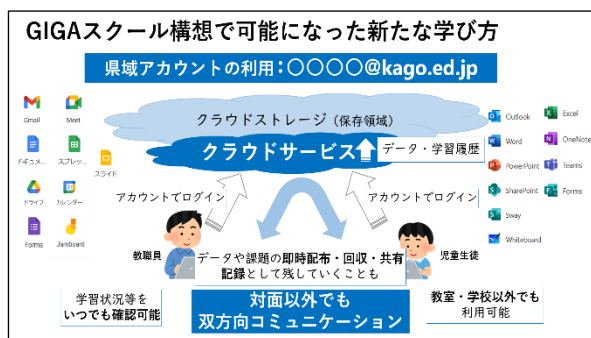 GIGAスクール構想で可能になった新たな学び方
県域アカウントの利用：〇〇〇〇@kago.ed.jp
Gmail
Meet
ドキュメ...
スプレッ...
スライド
ドライブ
カレンダー
Forms
Jamboard
クラウドストレージ（保存領域）
クラウドサービス
データ・学習履歴
Outlook
Excel
Word
OneNote
PowerPoint
Teams
SharePoint
Forms
Sway
Whiteboard
アカウントでログイン
アカウントでログイン
教職員
児童生徒
データや課題の即時配布・回収・共有
記録として残していくことも
学習状況等を
いつでも確認可能
対面以外でも
双方向コミュニケーション
教室・学校以外でも
利用可能